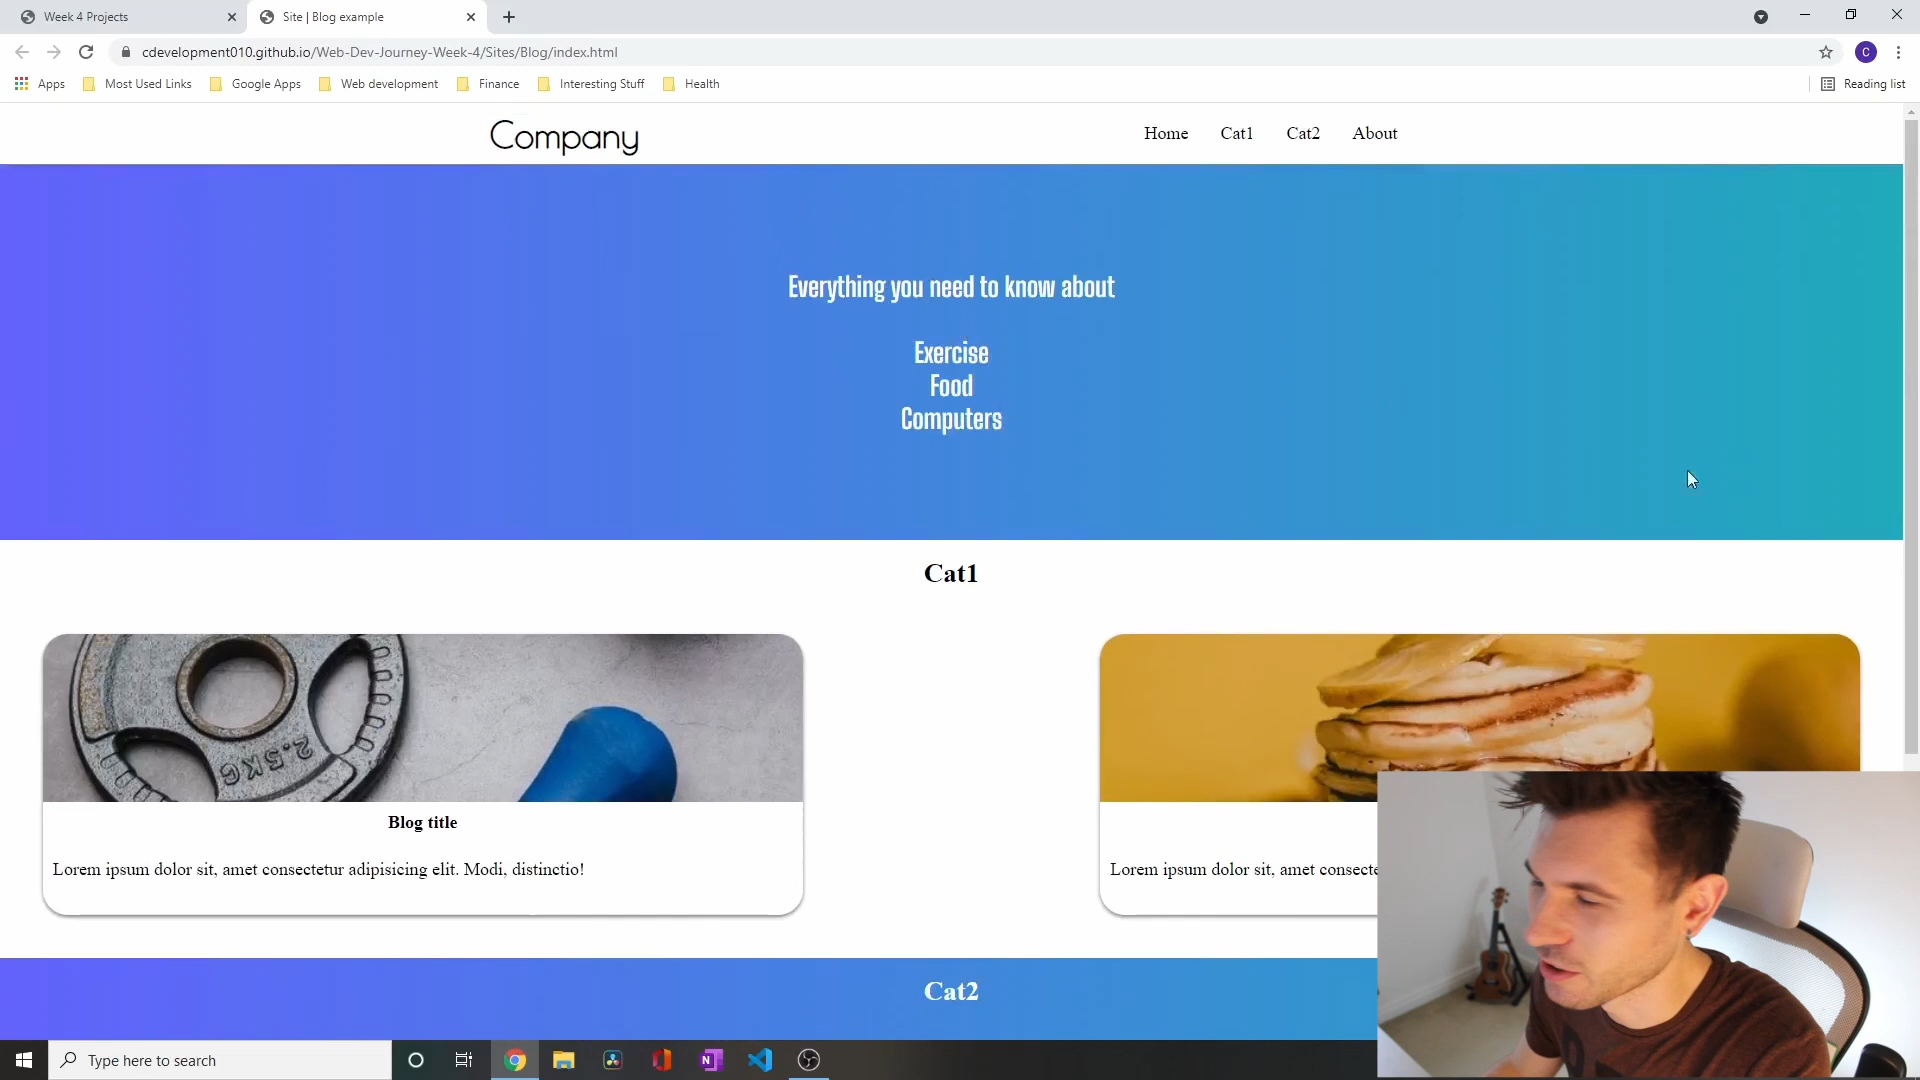 Week 4 Projects
Site | Blog example
cdevelopment010.github.io/Web-Dev-Journey-Week-4/Sites/Blog/index.html
C
Apps
Most Used Links
Google Apps
Web development
Finance
Interesting Stuff
Health
Reading list
Company
Home
Cat1
Cat2
About
Everything you need to know about
Exercise
Food
Computers
Cat1
2.5KG
Blog title
Lorem ipsum dolor sit, amet consectetur adipisicing elit. Modi, distinctio!
Lorem ipsum dolor sit, amet consecte
Cat2
Type here to search
N